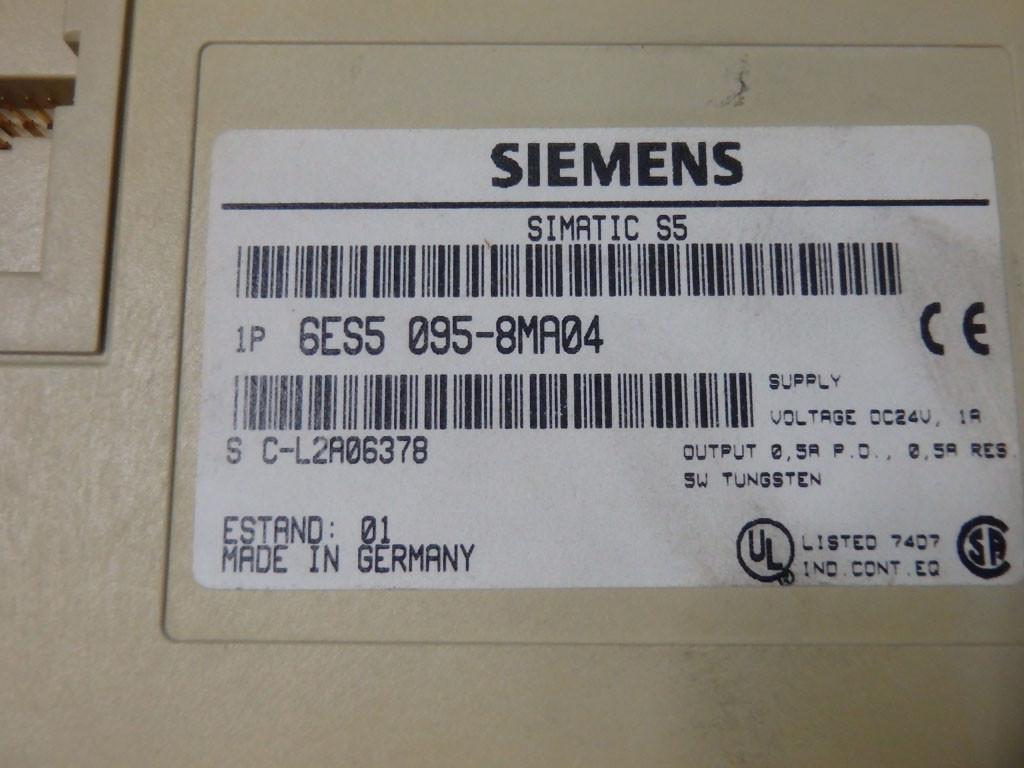 SIEMENS
SIMATIC S5
1P 6ES5 095-8MA04
CE
SUPPLY
VOLTAGE DC24V, 1A
S C-L2A06378
OUTPUT 0,5A P.D., 0,5A RES.
5W TUNGSTEN
ESTAND: 01
MADE IN GERMANY
UL ® LISTED 74D7
IND.CONT.EQ
SA